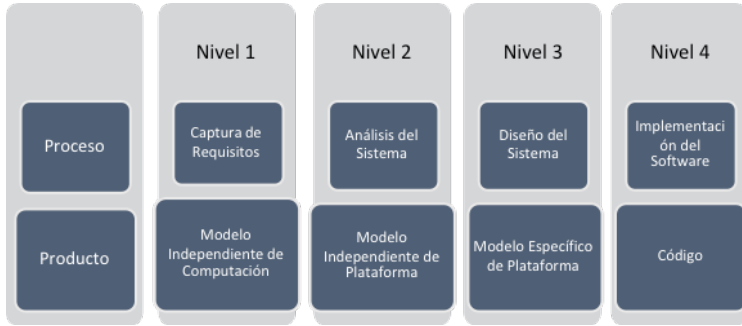 Nivel 1
Nivel 2
Nivel 3
Nivel 4
Proceso
Captura de
Requisitos
Análisis del
Sistema
Diseño del
Sistema
Implementaci
ón del
Software
Producto
Modelo
Independiente de
Computación
Modelo
Independiente de
Plataforma
Modelo Específico
de Plataforma
Código